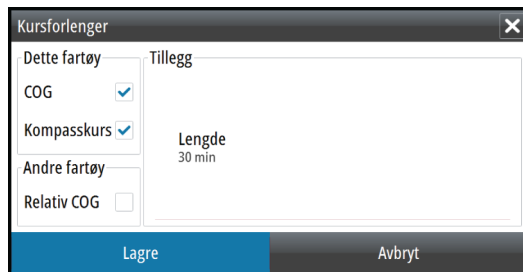 Kursforlenger
Dette fartøy
COG
Kompasskurs
Andre fartøy
Relativ COG
Tillegg
Lengde
30 min
Lagre
Avbryt